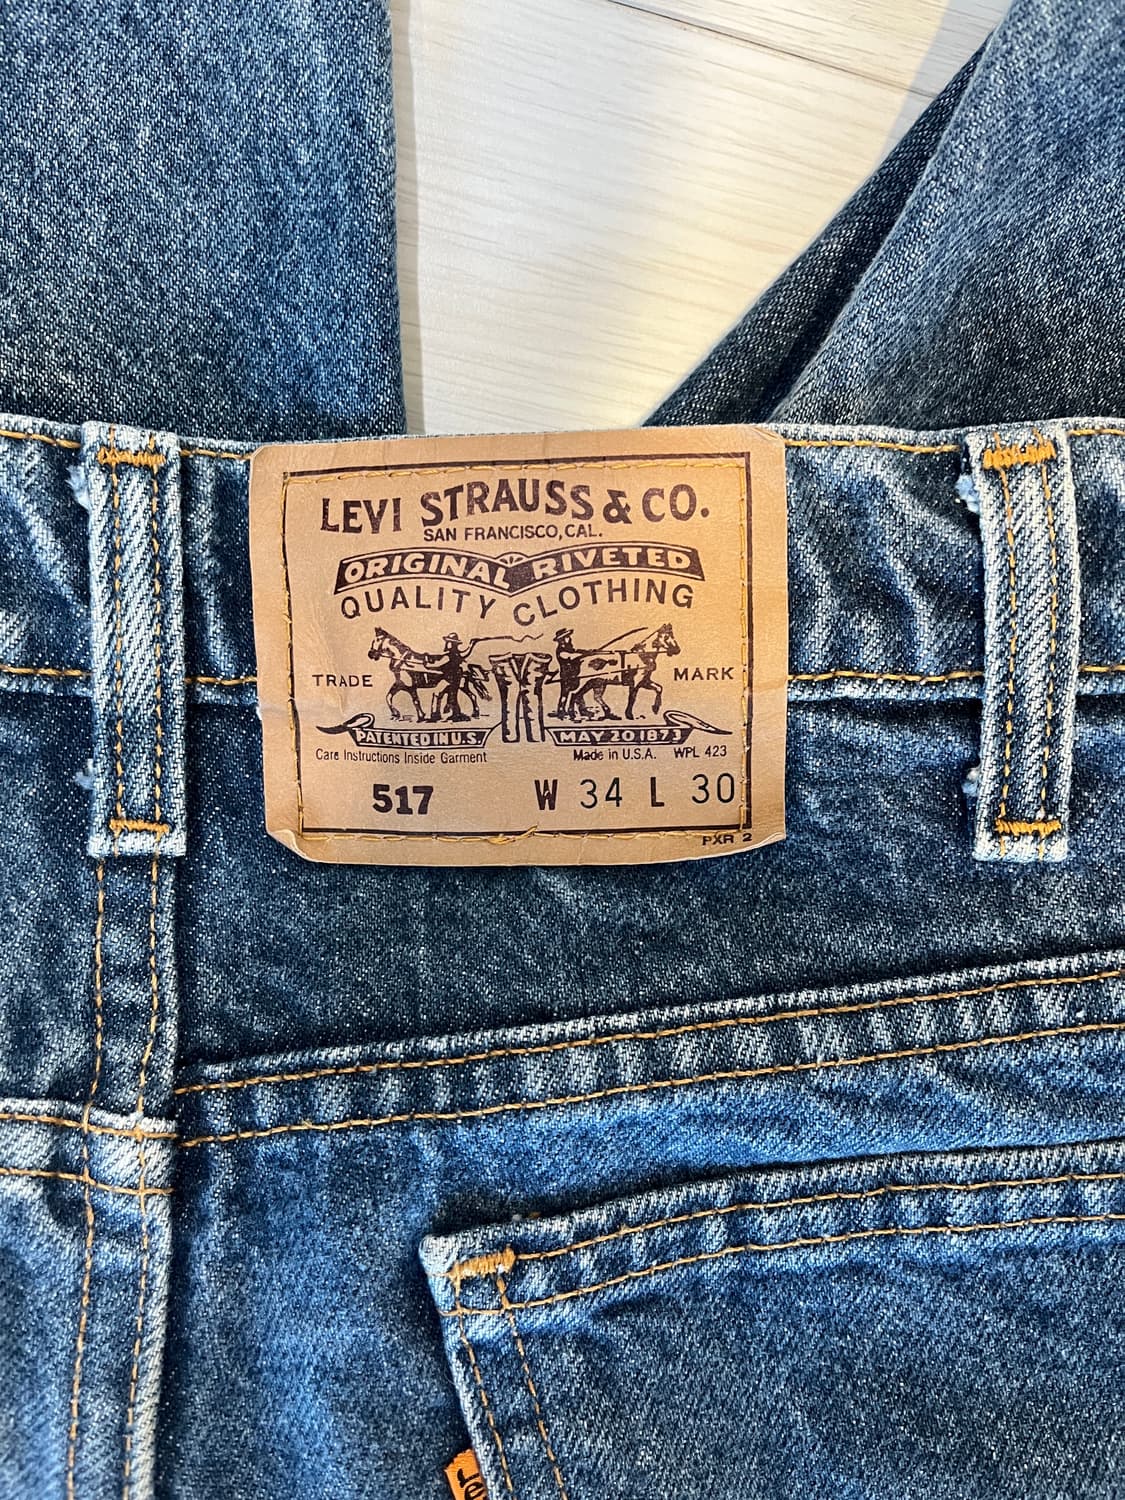 LEVI STRAUSS & CO.
SAN FRANCISCO, CAL.
ORIGINAL RIVETED
QUALITY CLOTHING
TRADE MARK
PATENTED IN U.S. MAY 20 1873
Care Instructions Inside Garment Made in U.S.A. WPL 423
517 W 34 L 30
PXR 2